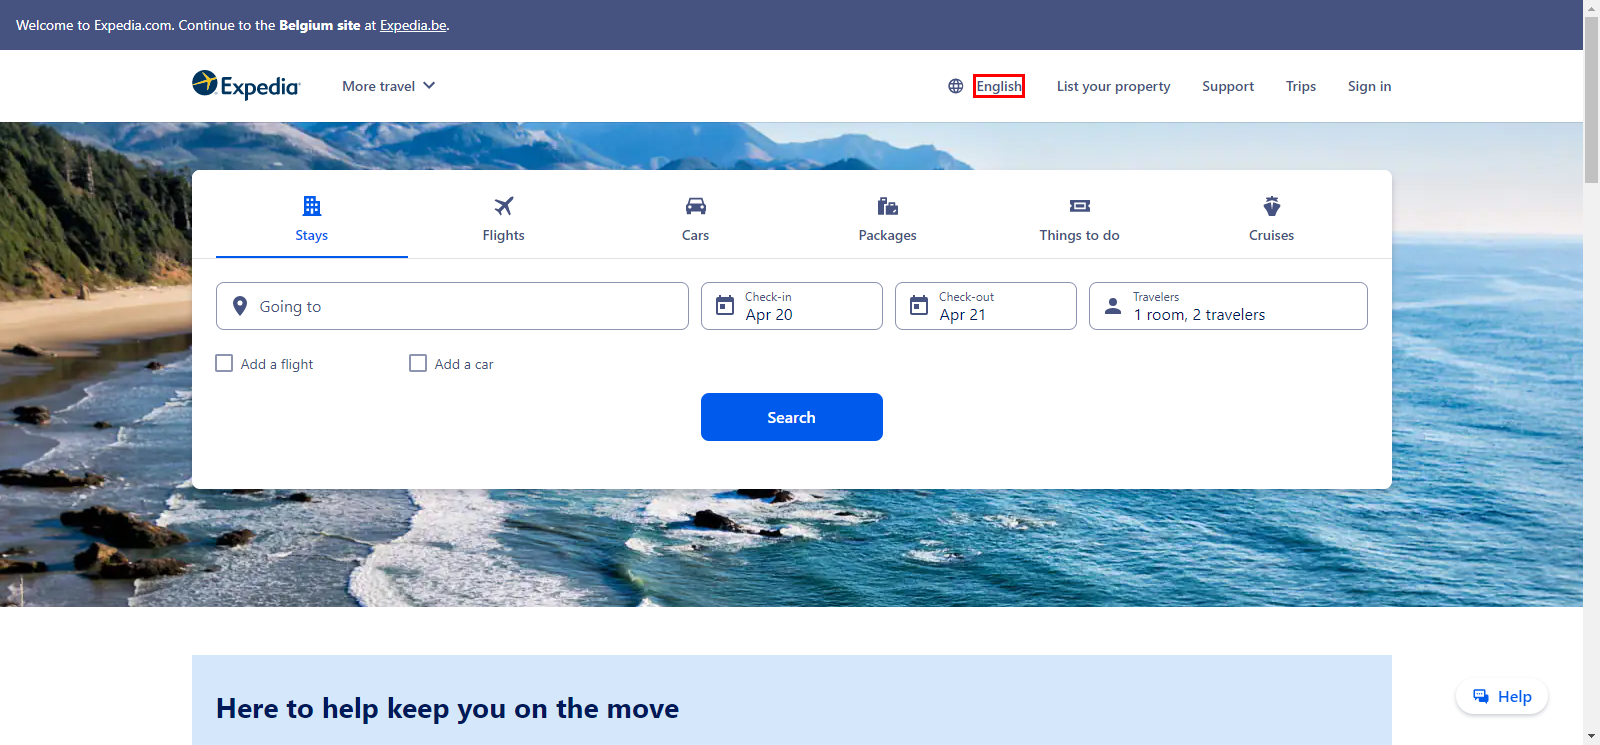 Welcome to Expedia.com. Continue to the Belgium site at Expedia.be.
Expedia
More travel
English
List your property
Support
Trips
Sign in
Stays
Flights
Cars
Packages
Things to do
Cruises
Going to
Check-in
Apr 20
Check-out
Apr 21
Travelers
1 room, 2 travelers
Add a flight
Add a car
Search
Here to help keep you on the move
Help